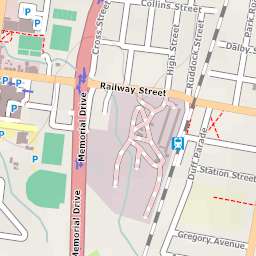 P
P
Collins Street
Cross Street
High Street
Ruddock Street
Park Ro
Dalby S
P
P
P
Railway Street
P
P
P
Memorial Drive
Memorial Drive
Duff Parade
Station Street
Gregory Avenue